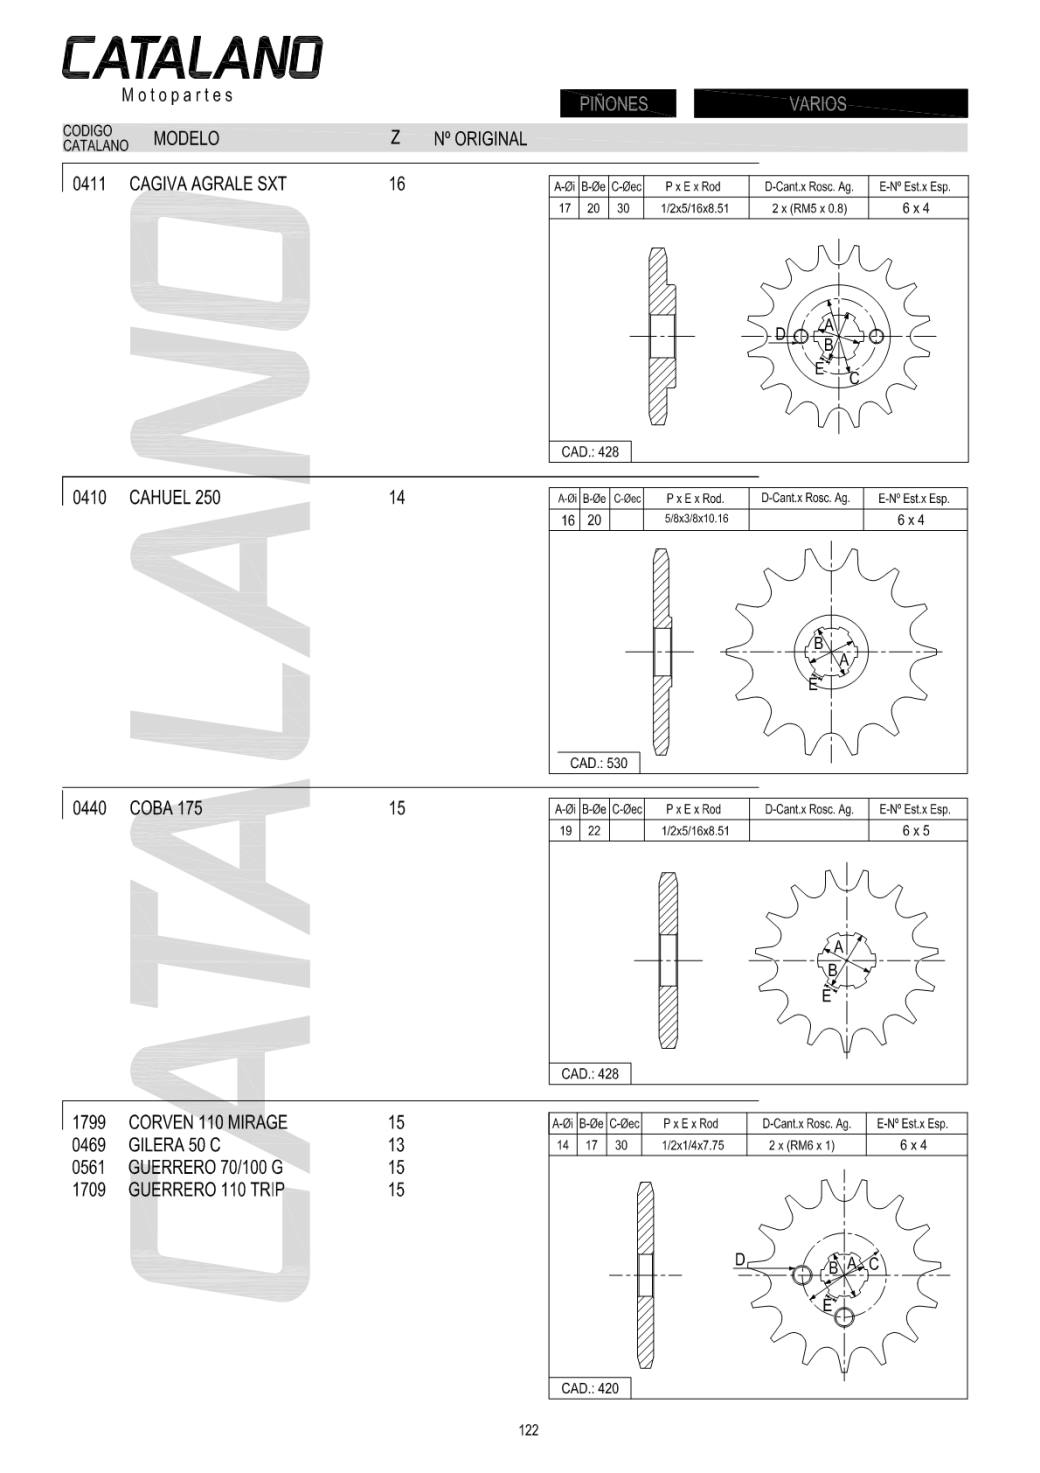 CATALANO
Motopartes
PIÑONES VARIOS
CODIGO
CATALANO MODELO Z Nº ORIGINAL
0411 CAGIVA AGRALE SXT 16
A-Øi B-Øe C-Øec P x E x Rod D-Cant.x Rosc. Ag. E-Nº Est.x Esp.
17 20 30 1/2x5/16x8.51 2 x (RM5 x 0.8) 6 x 4
D A B E C
CAD.: 428
0410 CAHUEL 250 14
A-Øi B-Øe C-Øec P x E x Rod. D-Cant.x Rosc. Ag. E-Nº Est.x Esp.
16 20 5/8x3/8x10.16 6 x 4
B A E
CAD.: 530
0440 COBA 175 15
A-Øi B-Øe C-Øec P x E x Rod D-Cant.x Rosc. Ag. E-Nº Est.x Esp.
19 22 1/2x5/16x8.51 6 x 5
A B E
CAD.: 428
1799 CORVEN 110 MIRAGE 15
0469 GILERA 50 C 13
0561 GUERRERO 70/100 G 15
1709 GUERRERO 110 TRIP 15
A-Øi B-Øe C-Øec P x E x Rod D-Cant.x Rosc. Ag. E-Nº Est.x Esp.
14 17 30 1/2x1/4x7.75 2 x (RM6 x 1) 6 x 4
D B A C E
CAD.: 420
CATALANO
122